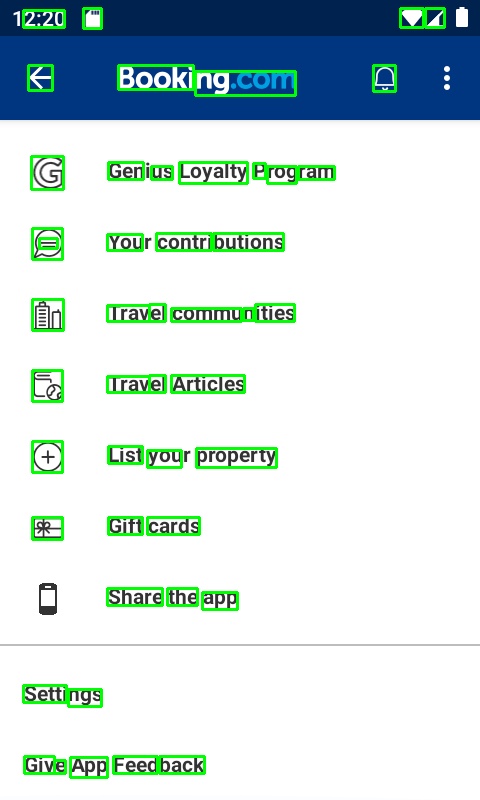 12:20
Booking.com
Genius Loyalty Program
Your contributions
Travel communities
Travel Articles
List your property
Gift cards
Share the app
Settings
Give App Feedback